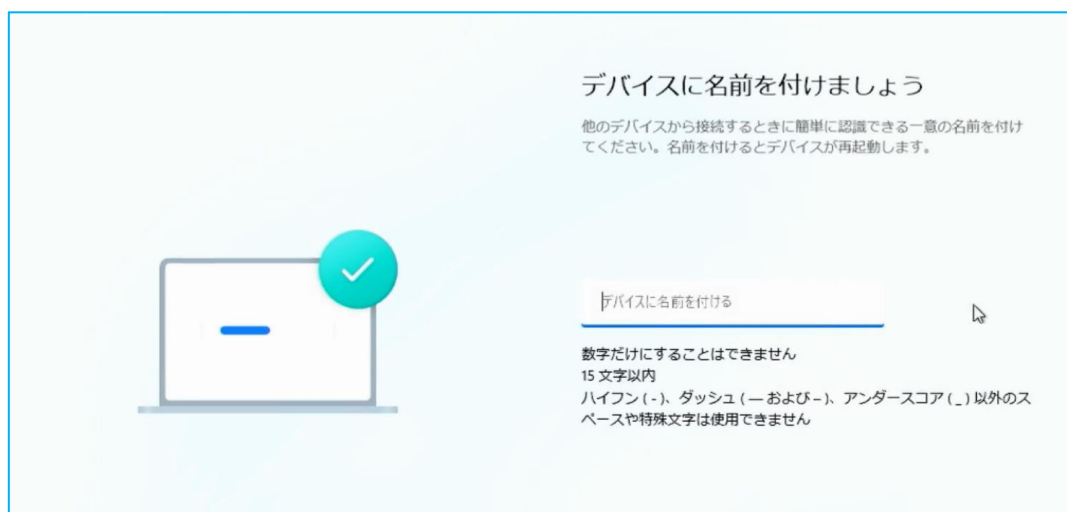 デバイスに名前を付けましょう
他のデバイスから接続するときに簡単に認識できる一意の名前を付け
てください。名前を付けるとデバイスが再起動します。
デバイスに名前を付ける
数字だけにすることはできません
15 文字以内
ハイフン ( - )、ダッシュ ( — および – )、アンダースコア ( _ ) 以外のス
ペースや特殊文字は使用できません